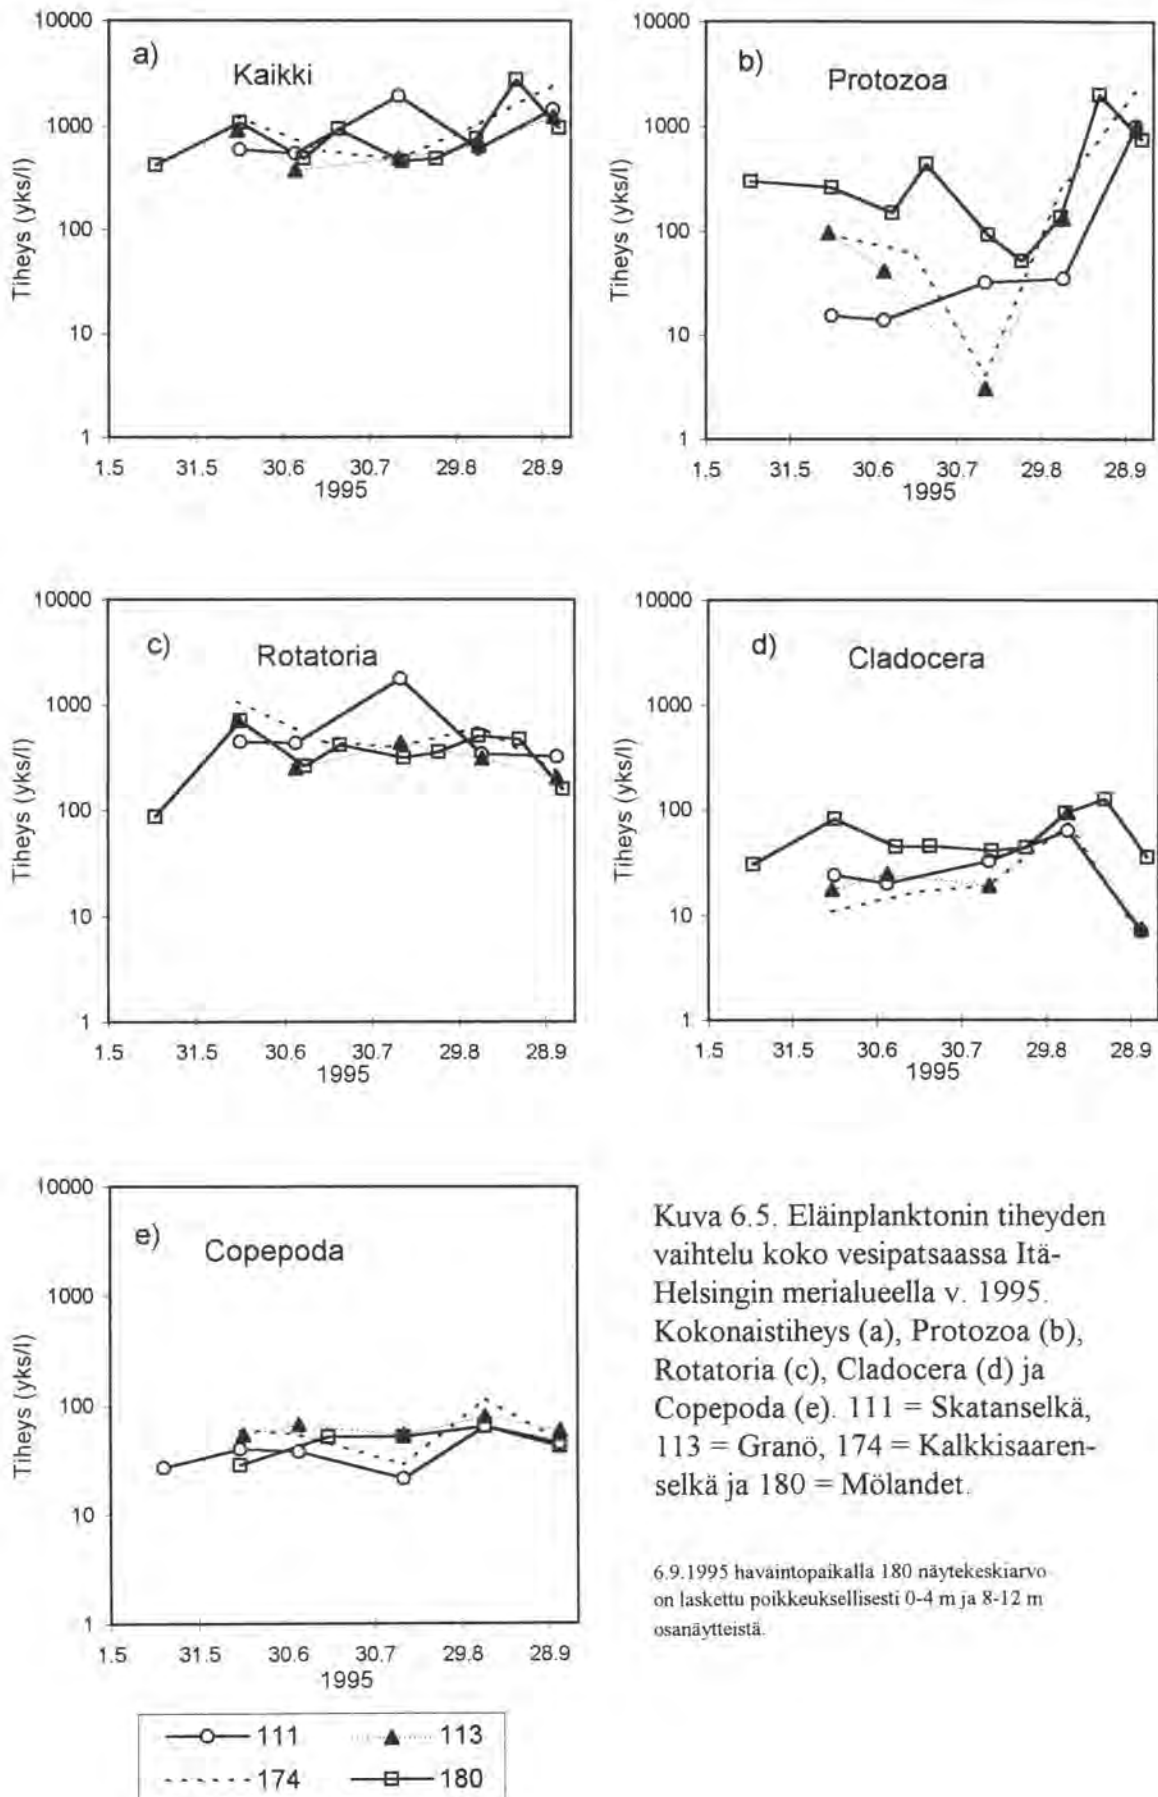 a)
Kaikki
10000
1000
100
10
1
Tiheys (yks/l)
1.5 31.5 30.6 30.7 29.8 28.9
1995
b)
Protozoa
10000
1000
100
10
1
Tiheys (yks/l)
1.5 31.5 30.6 30.7 29.8 28.9
1995
c)
Rotatoria
10000
1000
100
10
1
Tiheys (yks/l)
1.5 31.5 30.6 30.7 29.8 28.9
1995
d)
Cladocera
10000
1000
100
10
1
Tiheys (yks/l)
1.5 31.5 30.6 30.7 29.8 28.9
1995
e)
Copepoda
10000
1000
100
10
1
Tiheys (yks/l)
1.5 31.5 30.6 30.7 29.8 28.9
1995
111 113
174 180
Kuva 6.5. Eläinplanktonin tiheyden
vaihtelu koko vesipatsaassa Itä-
Helsingin merialueella v. 1995.
Kokonaistiheys (a), Protozoa (b),
Rotatoria (c), Cladocera (d) ja
Copepoda (e). 111 = Skatanselkä,
113 = Granö, 174 = Kalkkisaaren-
selkä ja 180 = Mölandet.
6.9.1995 havaintopaikalla 180 näytekeskiarvo
on laskettu poikkeuksellisesti 0-4 m ja 8-12 m
osanäytteistä.